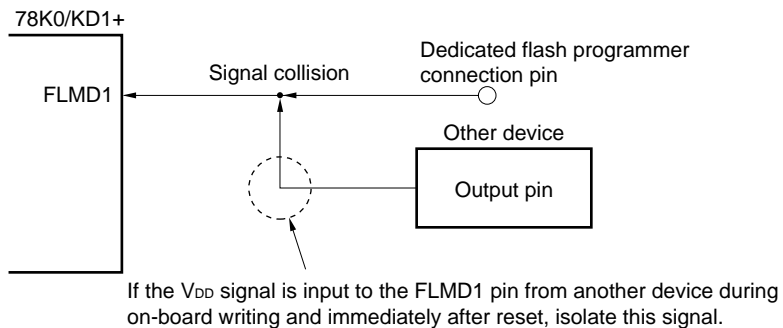 78K0/KD1+
Dedicated flash programmer
connection pin
Signal collision
FLMD1
Other device
Output pin
If the VDD signal is input to the FLMD1 pin from another device during
on-board writing and immediately after reset, isolate this signal.